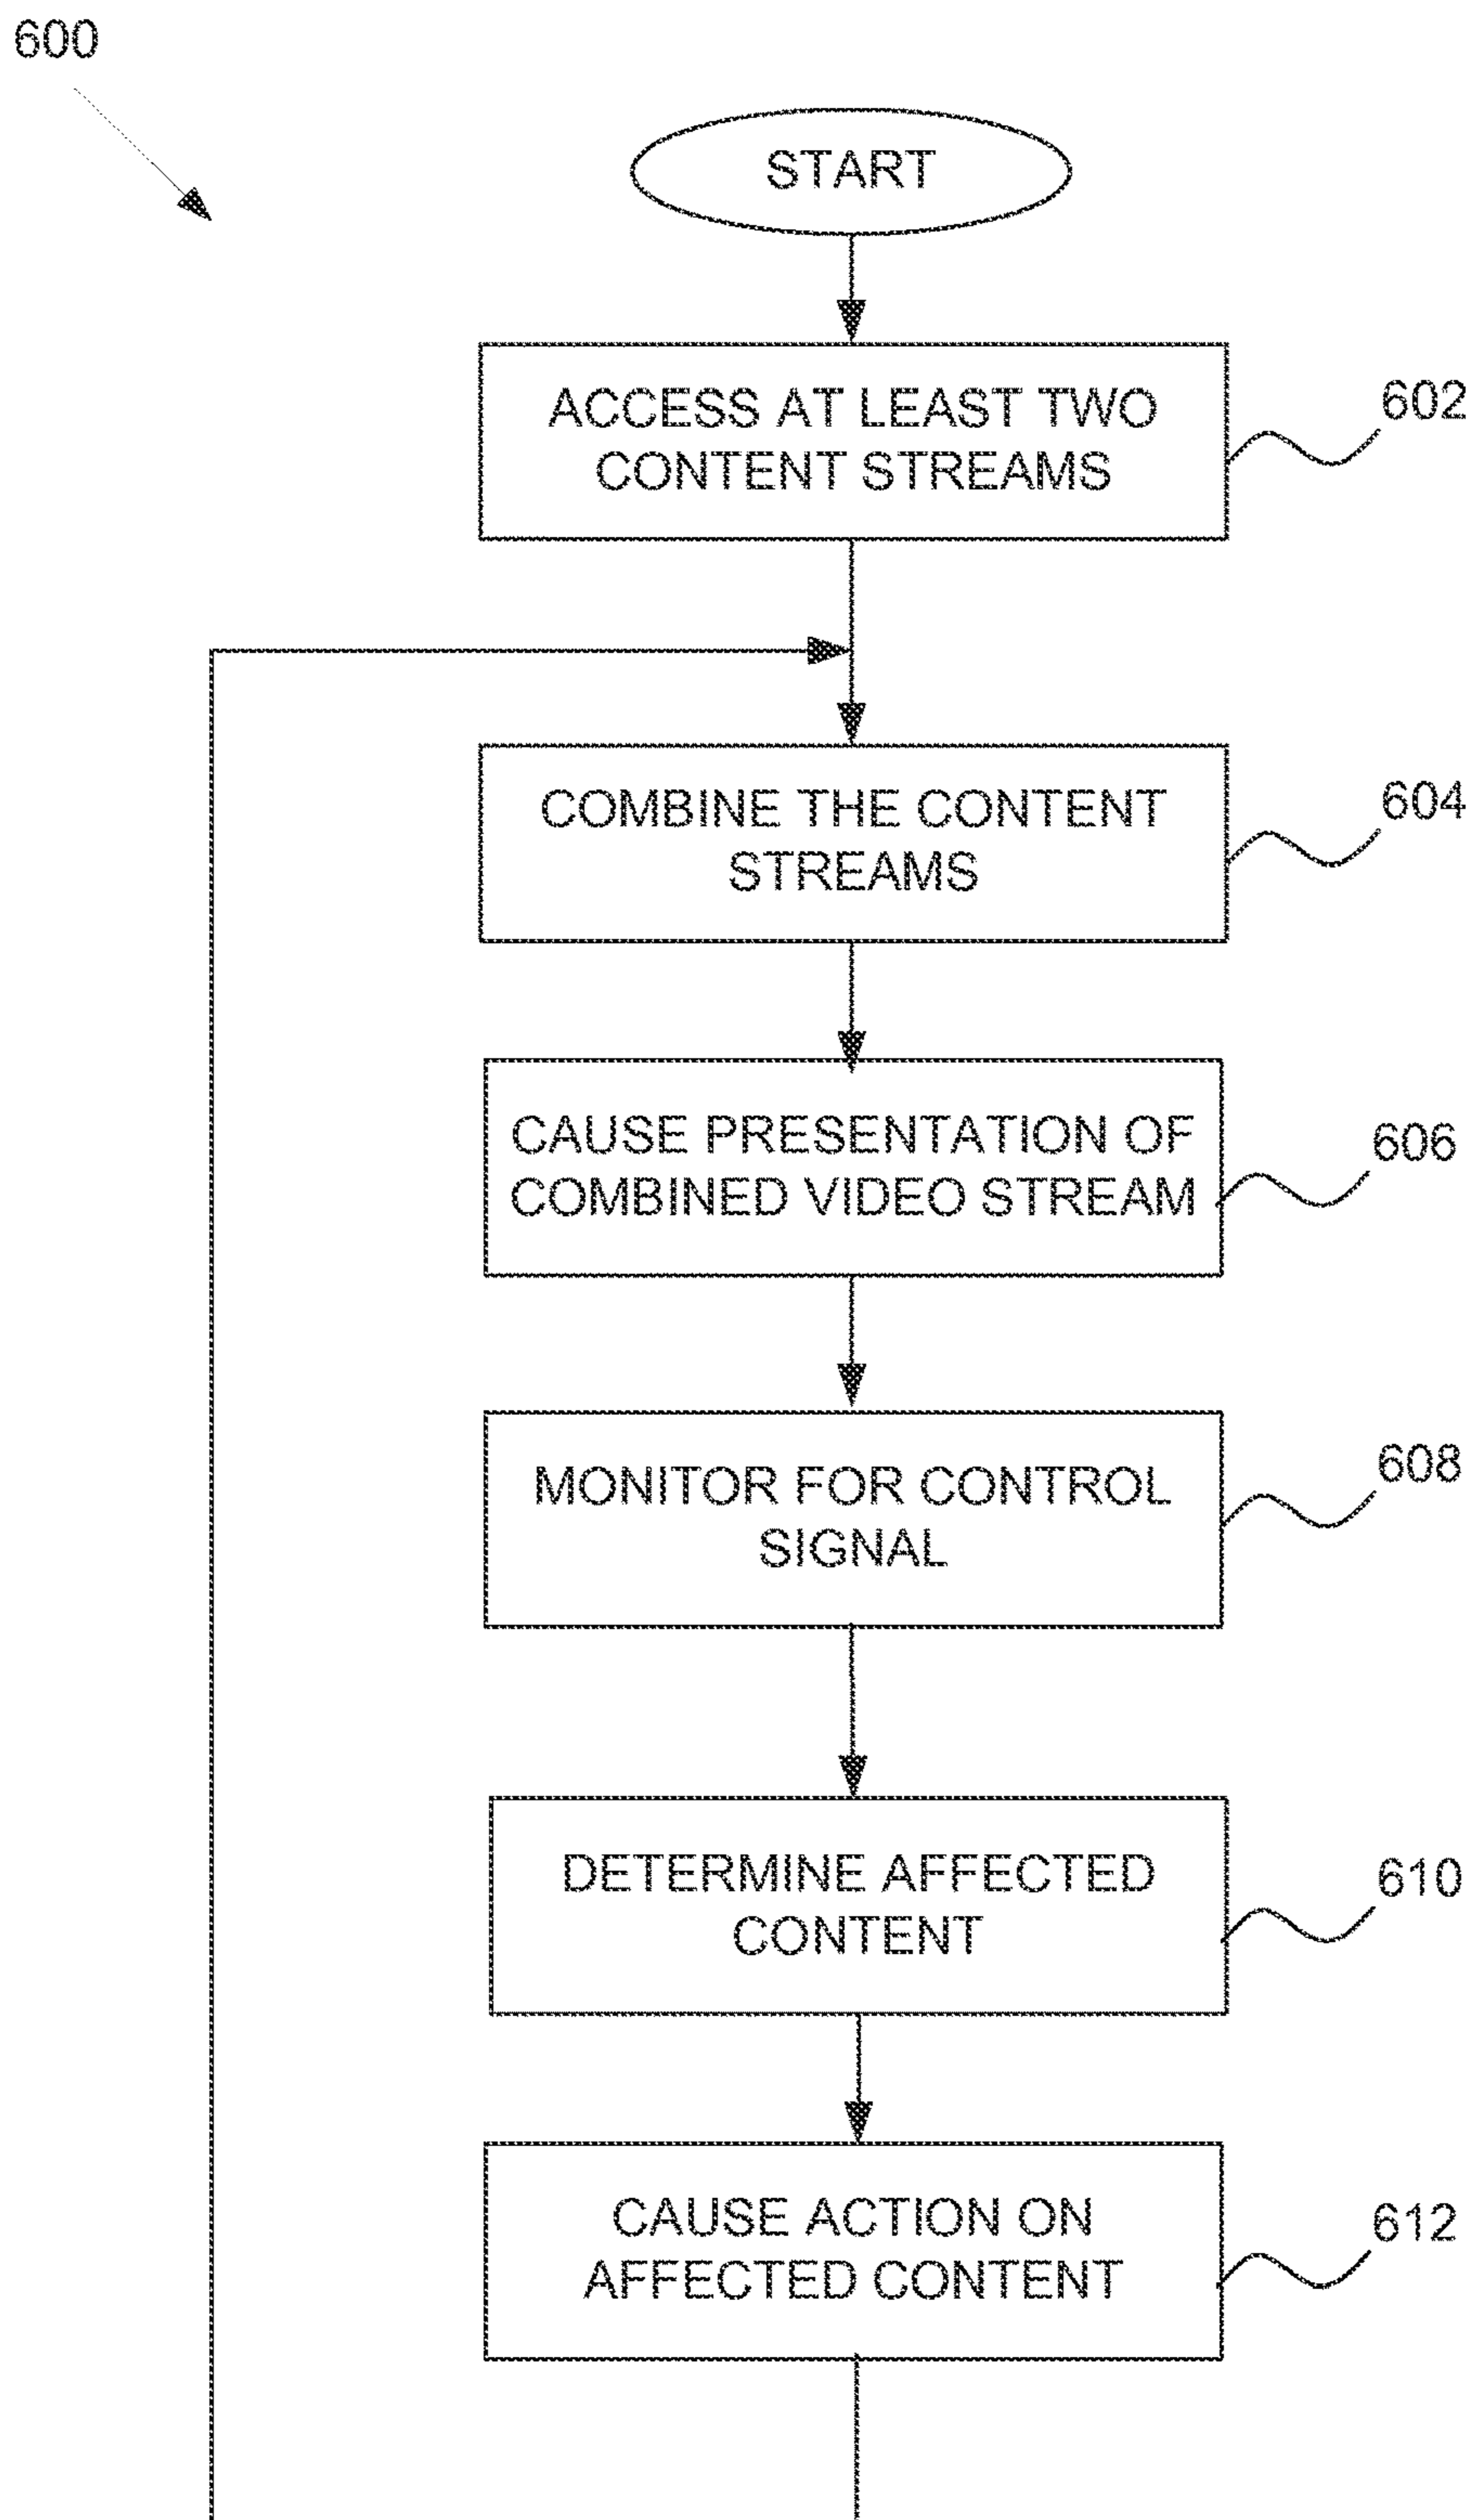 600
START
ACCESS AT LEAST TWO
CONTENT STREAMS
602
COMBINE THE CONTENT
STREAMS
604
CAUSE PRESENTATION OF
COMBINED VIDEO STREAM
606
MONITOR FOR CONTROL
SIGNAL
608
DETERMINE AFFECTED
CONTENT
610
CAUSE ACTION ON
AFFECTED CONTENT
612